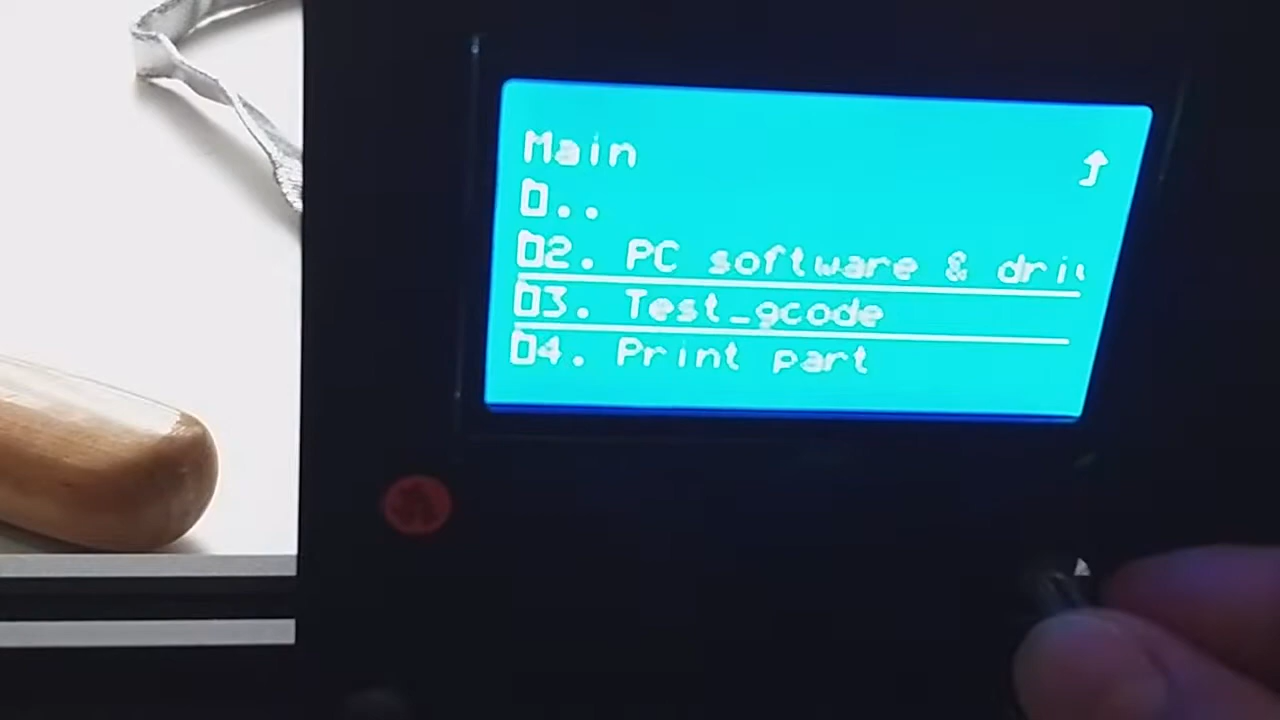 Main
..
2. PC software & dri
3. Test_gcode
4. Print part